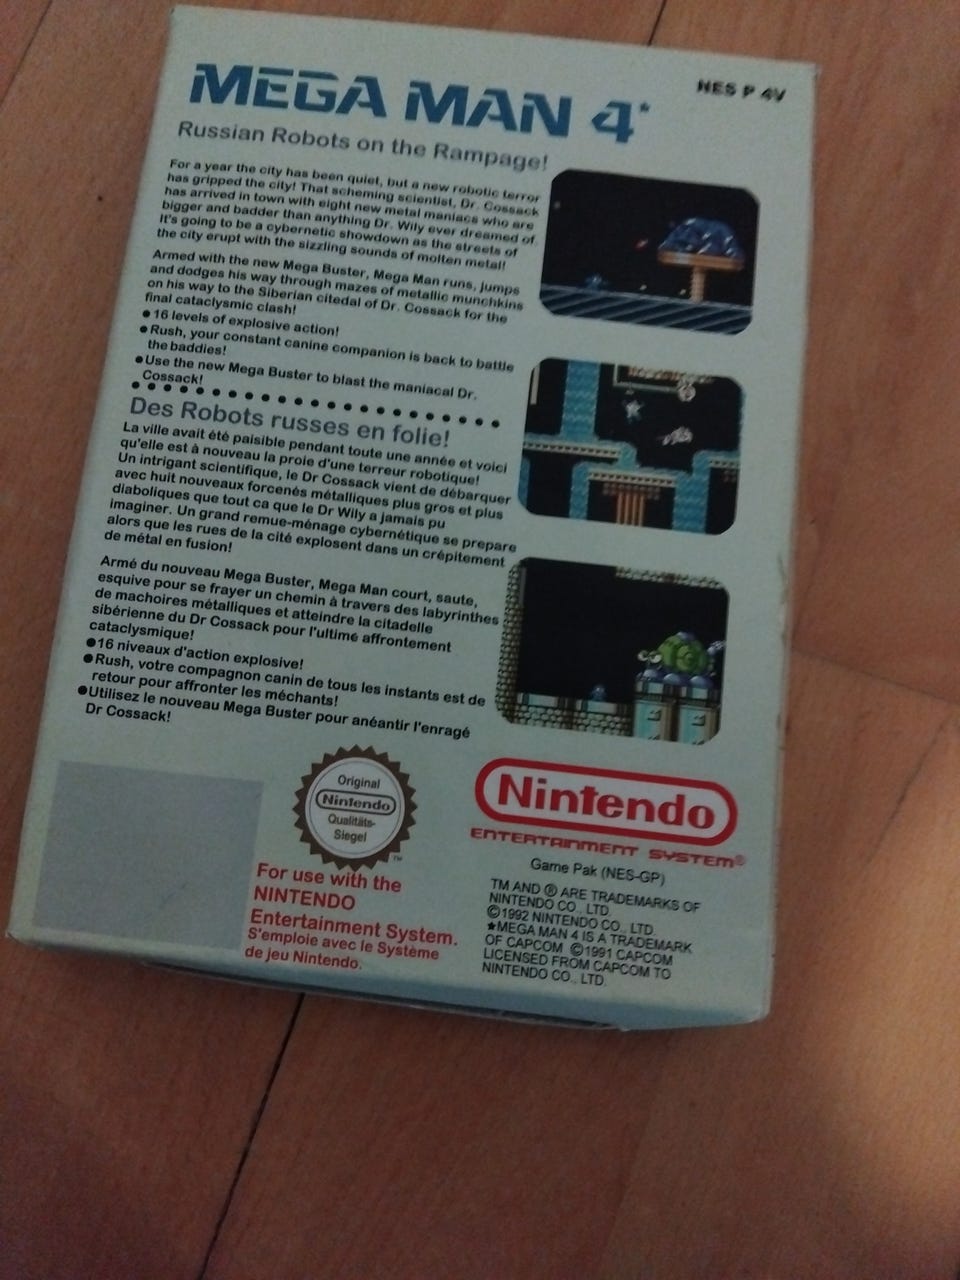 MEGA MAN 4*
NES P 4V
Russian Robots on the Rampage!
For a year the city has been quiet, but a new robotic terror
has gripped the city! That scheming scientist, Dr. Cossack
has arrived in town with eight new metal maniacs who are
bigger and badder than anything Dr. Wily ever dreamed of.
It's going to be a cybernetic showdown as the streets of
the city erupt with the sizzling sounds of molten metal!
Armed with the new Mega Buster, Mega Man runs, jumps
and dodges his way through mazes of metallic munchkins
on his way to the Siberian citedal of Dr. Cossack for the
final cataclysmic clash!
●16 levels of explosive action!
●Rush, your constant canine companion is back to battle
the baddies!
●Use the new Mega Buster to blast the maniacal Dr.
Cossack!
Des Robots russes en folie!
La ville avait été paisible pendant toute une année et voici
qu'elle est à nouveau la proie d'une terreur robotique!
Un intrigant scientifique, le Dr Cossack vient de débarquer
avec huit nouveaux forcenés métalliques plus gros et plus
diaboliques que tout ca que le Dr Wily a jamais pu
imaginer. Un grand remue-ménage cybernétique se prepare
alors que les rues de la cité explosent dans un crépitement
de métal en fusion!
Armé du nouveau Mega Buster, Mega Man court, saute,
esquive pour se frayer un chemin à travers des labyrinthes
de machoires métalliques et atteindre la citadelle
sibérienne du Dr Cossack pour l'ultimé affrontement
cataclysmique!
●16 niveaux d'action explosive!
●Rush, votre compagnon canin de tous les instants est de
retour pour affronter les méchants!
●Utilisez le nouveau Mega Buster pour anéantir l'enragé
Dr Cossack!
Original
Nintendo
Qualitäts-
Siegel
TM
For use with the
NINTENDO
Entertainment System.
S'emploie avec le Système
de jeu Nintendo.
Nintendo
ENTERTAINMENT SYSTEM®
Game Pak (NES-GP)
TM AND ® ARE TRADEMARKS OF
NINTENDO CO., LTD.
©1992 NINTENDO CO., LTD.
★MEGA MAN 4 IS A TRADEMARK
OF CAPCOM ©1991 CAPCOM
LICENSED FROM CAPCOM TO
NINTENDO CO., LTD.